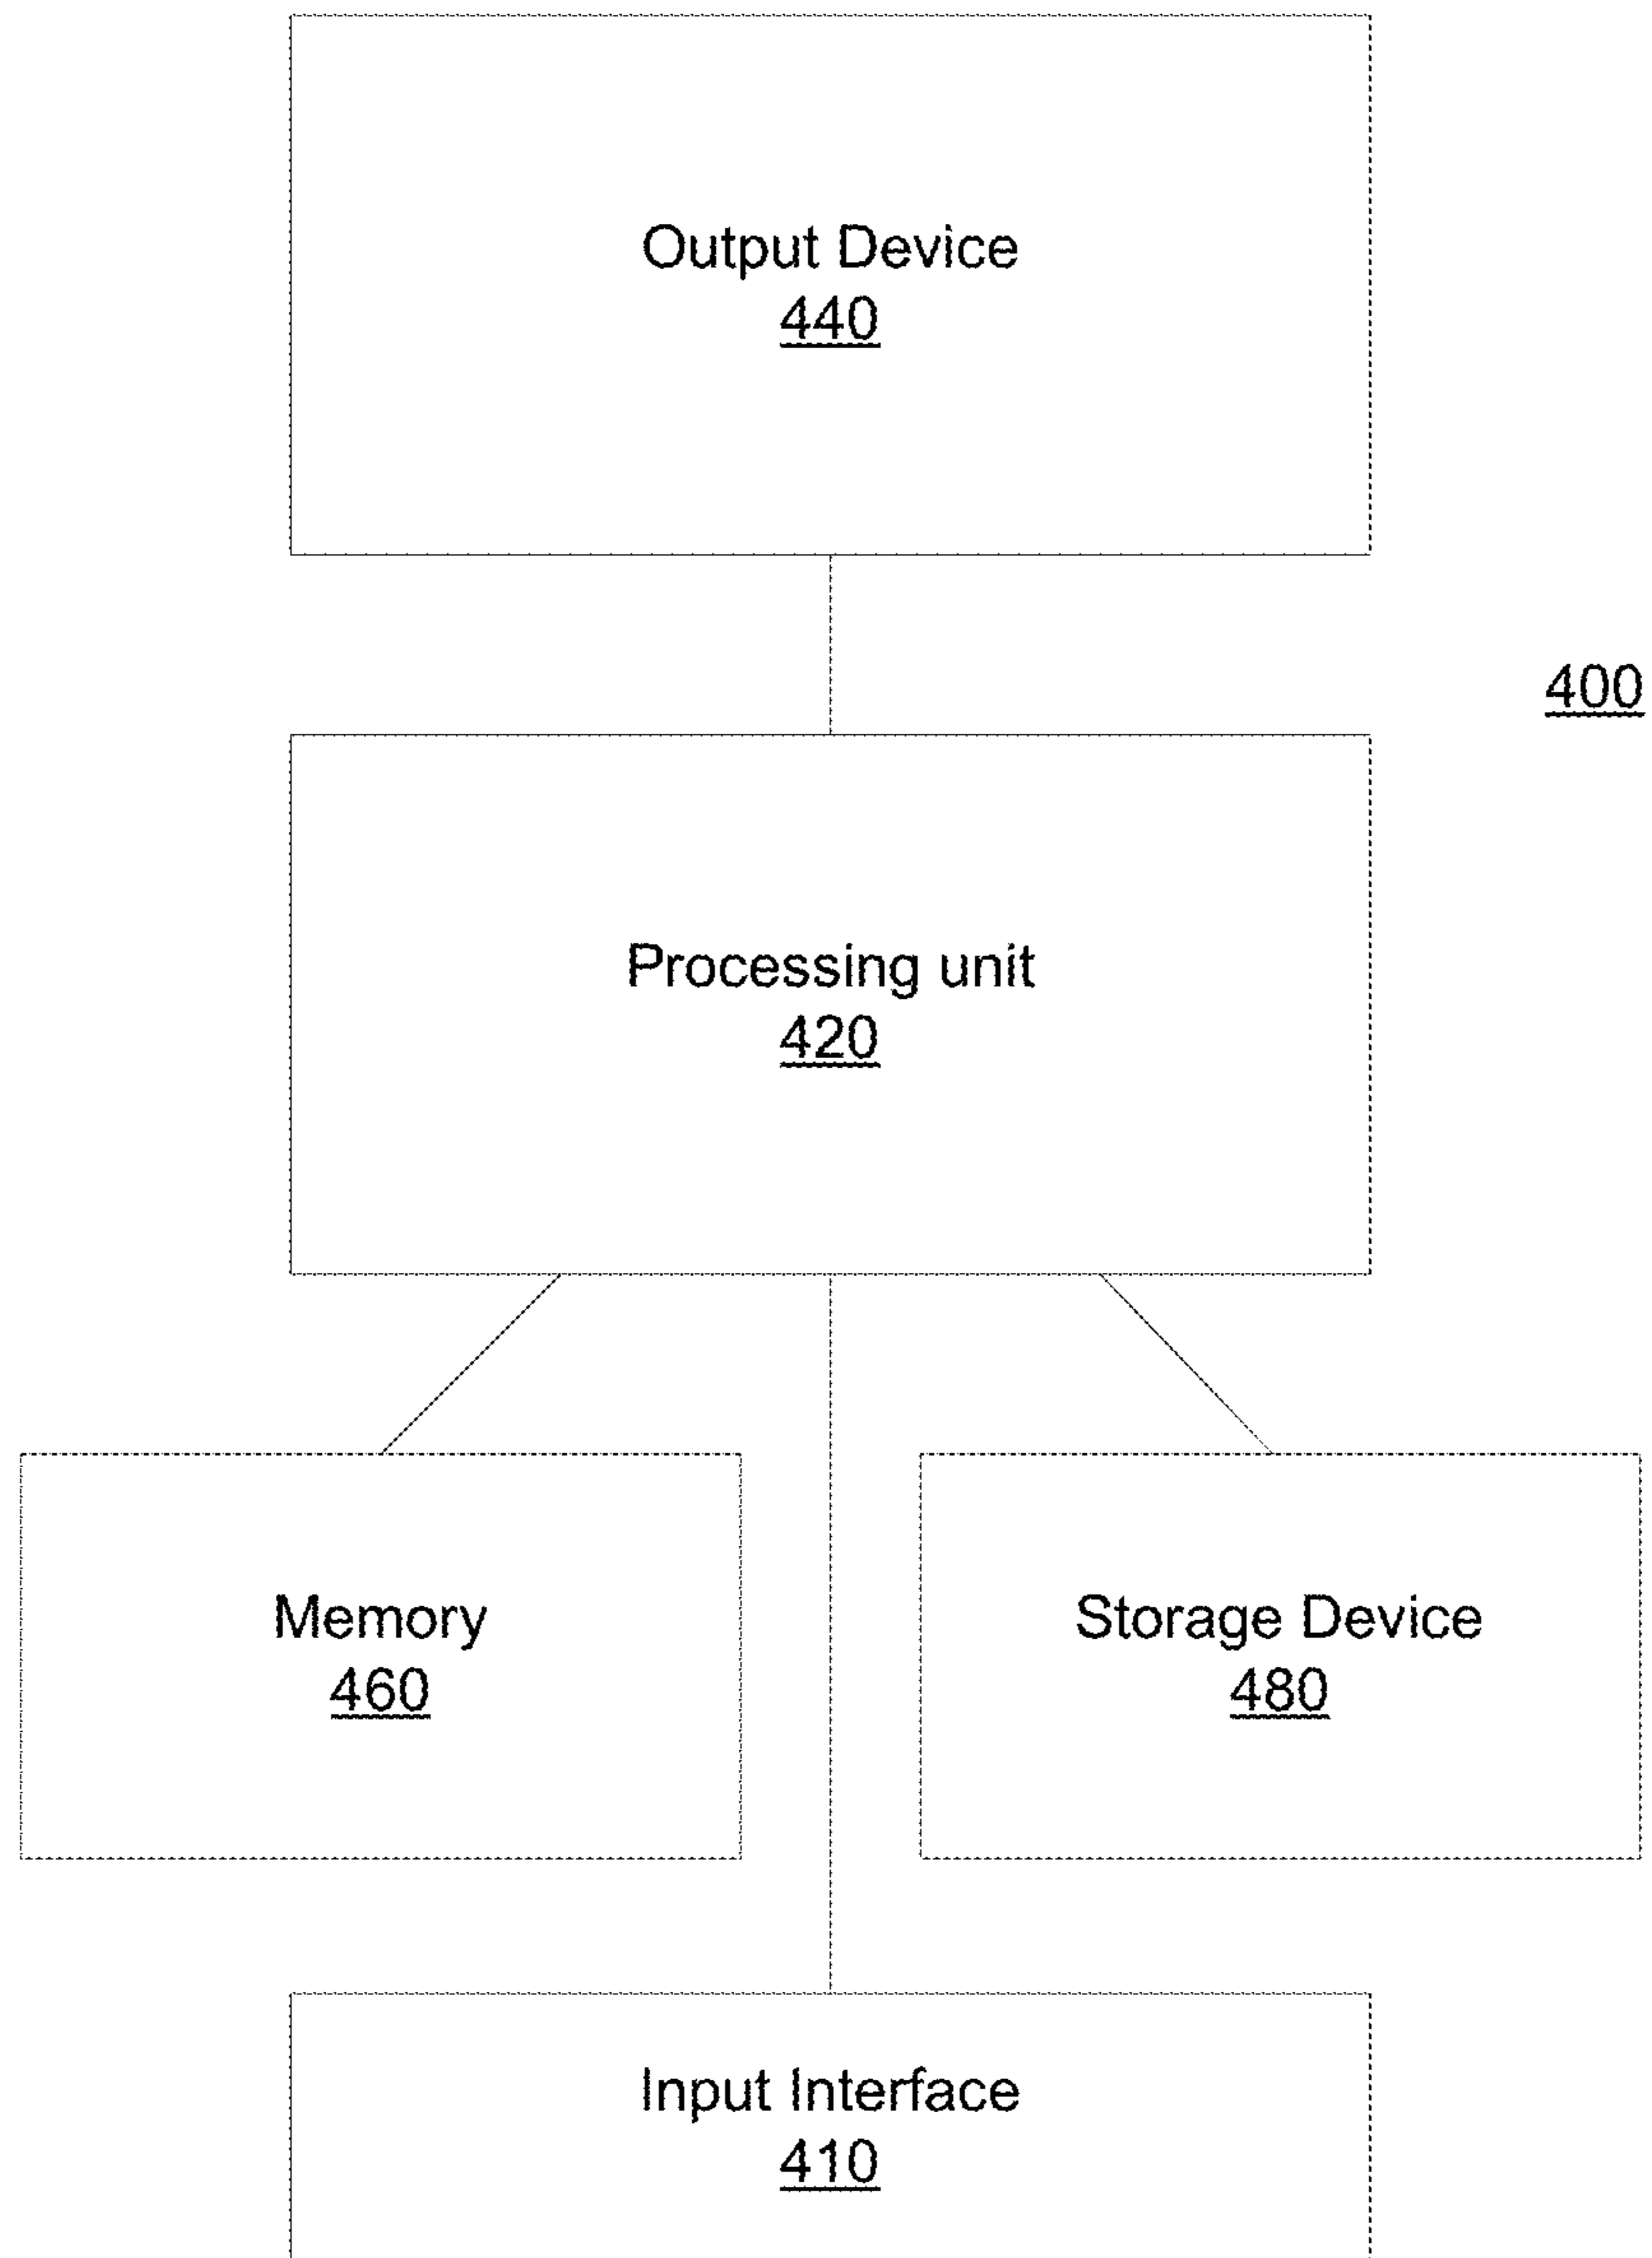 Output Device
440
400
Processing unit
420
Memory
460
Storage Device
480
Input Interface
410